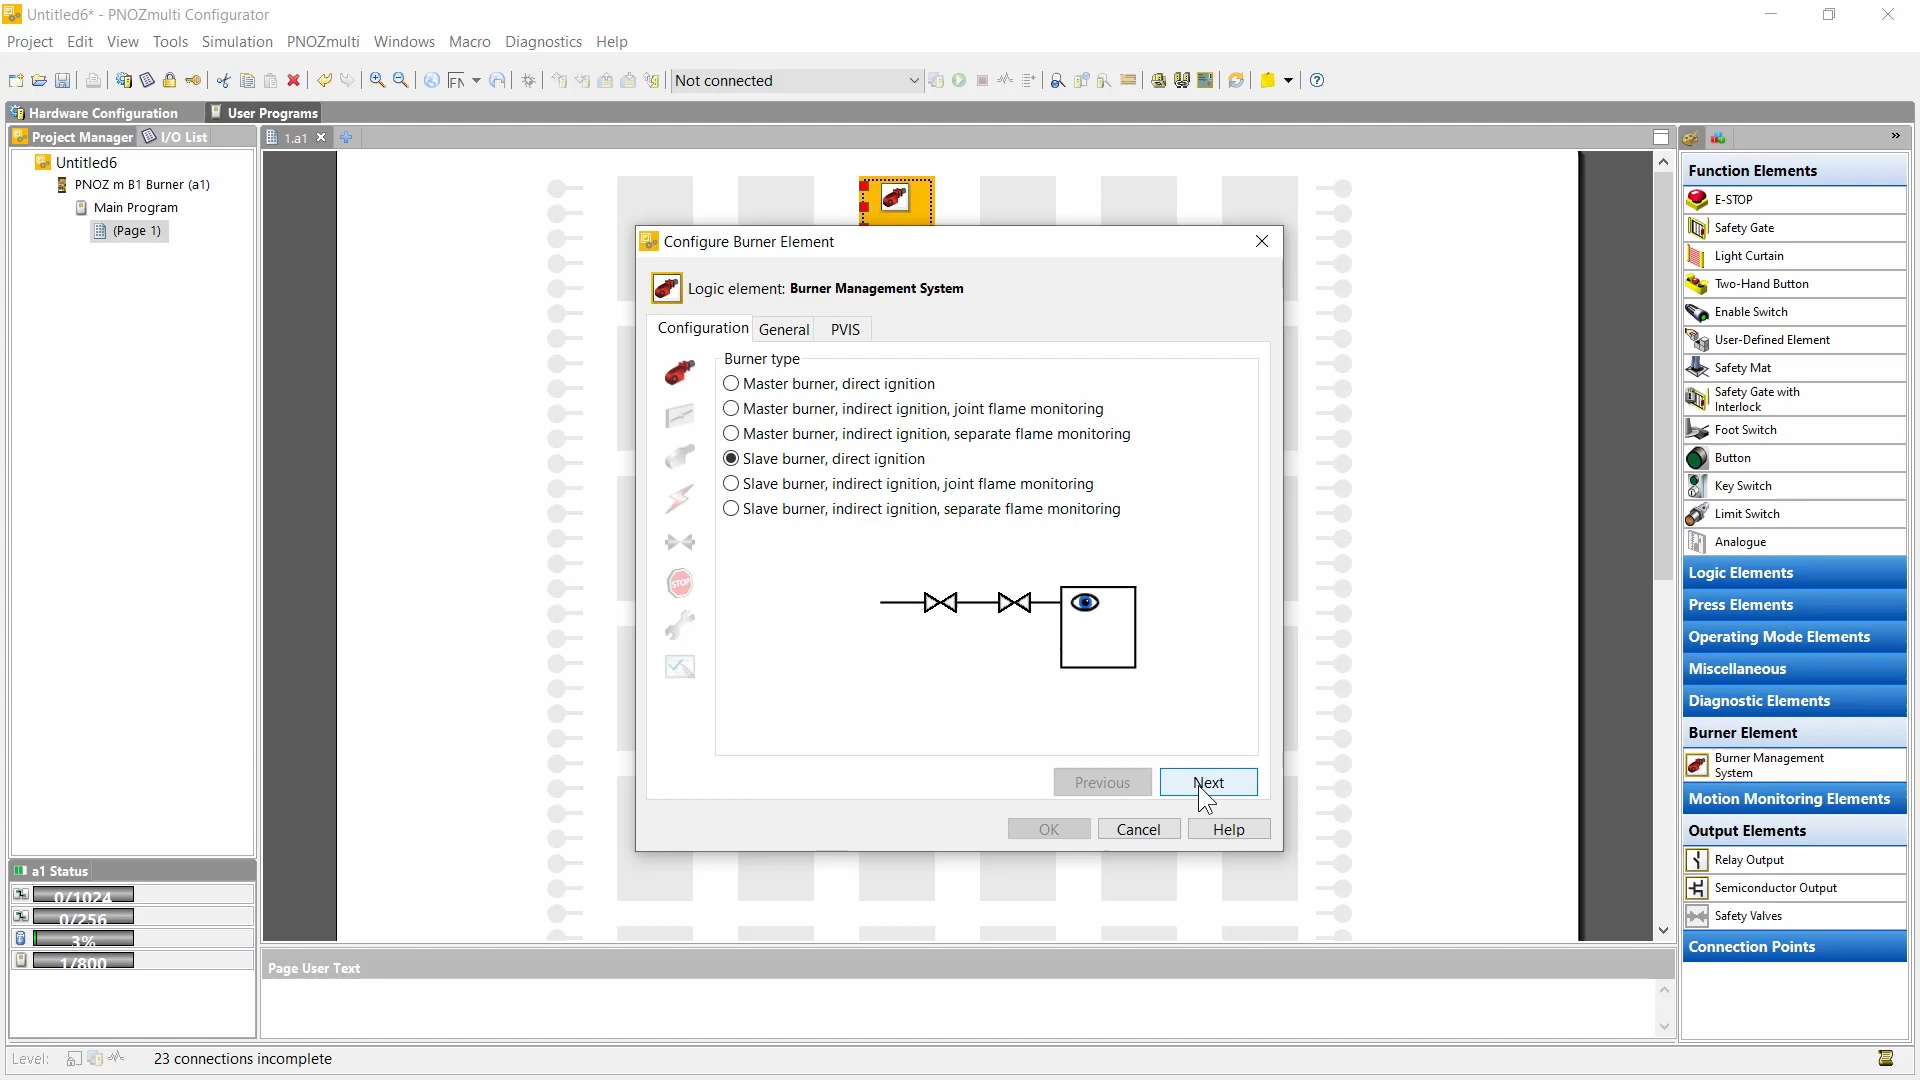 Untitled6* - PNOZmulti Configurator
Project Edit View Tools Simulation PNOZmulti Windows Macro Diagnostics Help
Not connected
Hardware Configuration User Programs
Project Manager I/O List 1.a1
Untitled6
PNOZ m B1 Burner (a1)
Main Program
(Page 1)
Configure Burner Element
Logic element: Burner Management System
Configuration General PVIS
Burner type
Master burner, direct ignition
Master burner, indirect ignition, joint flame monitoring
Master burner, indirect ignition, separate flame monitoring
Slave burner, direct ignition
Slave burner, indirect ignition, joint flame monitoring
Slave burner, indirect ignition, separate flame monitoring
STOP
Previous Next
OK Cancel Help
Function Elements
E-STOP
Safety Gate
Light Curtain
Two-Hand Button
Enable Switch
User-Defined Element
Safety Mat
Safety Gate with
Interlock
Foot Switch
Button
Key Switch
Limit Switch
Analogue
Logic Elements
Press Elements
Operating Mode Elements
Miscellaneous
Diagnostic Elements
Burner Element
Burner Management
System
Motion Monitoring Elements
Output Elements
Relay Output
Semiconductor Output
Safety Valves
Connection Points
a1 Status
0/1024
0/256
3%
1/800
Page User Text
Level: 23 connections incomplete